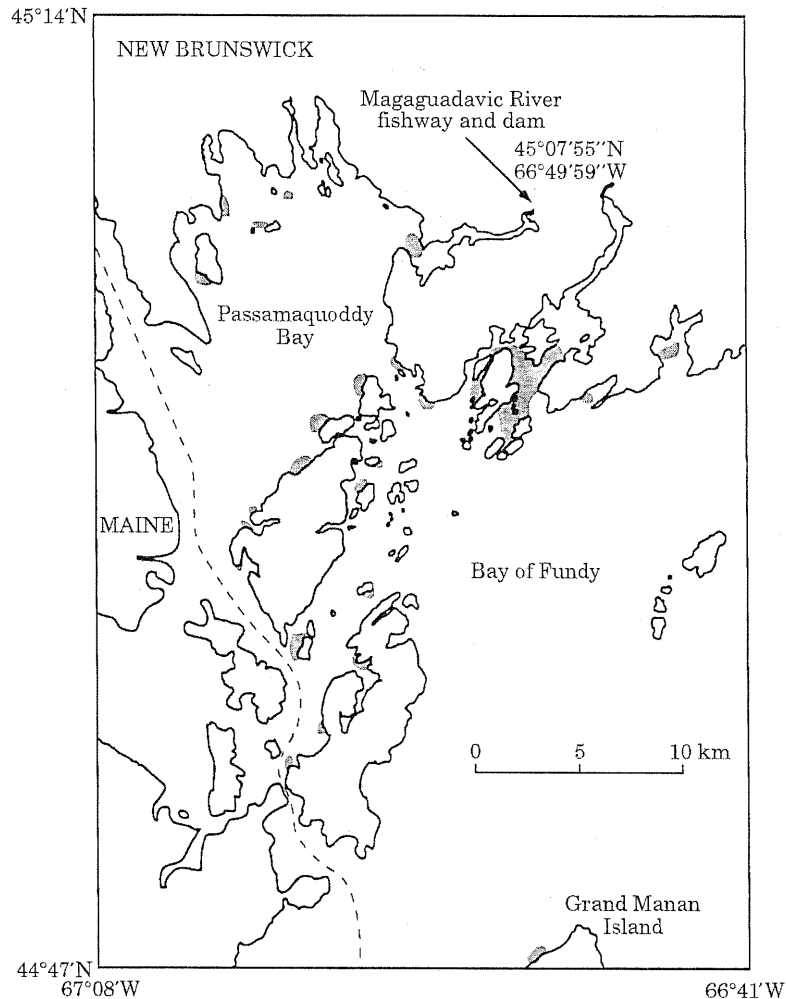 45°14'N
NEW BRUNSWICK
Magaguadavic River
fishway and dam
45°07'55''N
66°49'59''W
Passamaquoddy
Bay
MAINE
Bay of Fundy
0 5 10 km
Grand Manan
Island
44°47'N
67°08'W 66°41'W